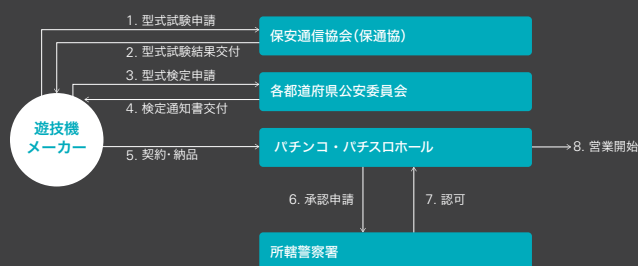 1. 型式試験申請
保安通信協会(保通協)
2. 型式試験結果交付
3. 型式検定申請
各都道府県公安委員会
4. 検定通知書交付
遊技機
メーカー
パチンコ・パチスロホール
5. 契約・納品
8. 営業開始
6. 承認申請
7. 認可
所轄警察署